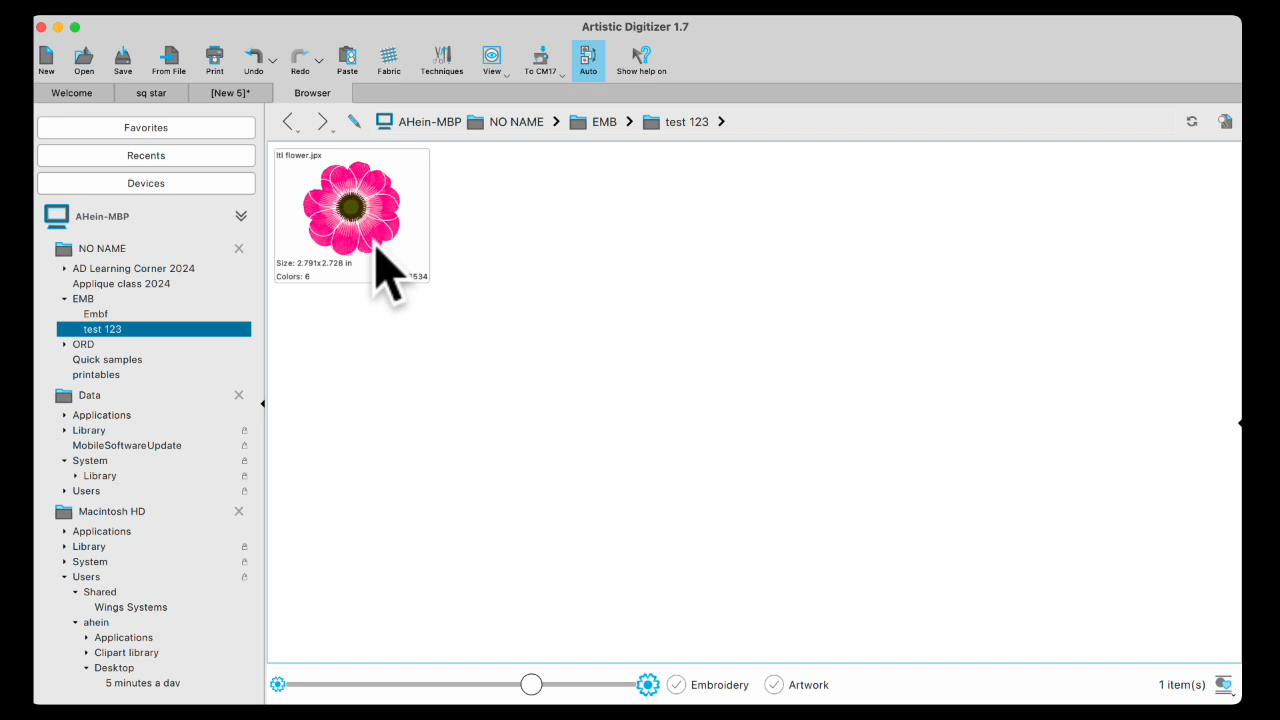 Artistic Digitizer 1.7
New
Open
Save
From File
Print
Undo
Redo
Paste
Fabric
Techniques
View
To CM17
Auto
Show help on
Welcome
sq star
[New 5]*
Browser
AHein-MBP
NO NAME
EMB
test 123
Favorites
Recents
Devices
AHein-MBP
NO NAME
AD Learning Corner 2024
Applique class 2024
EMB
Embf
test 123
ORD
Quick samples
printables
Data
Applications
Library
MobileSoftwareUpdate
System
Library
Users
Macintosh HD
Applications
Library
System
Users
Shared
Wings Systems
ahein
Applications
Clipart library
Desktop
5 minutes a day
ltl flower.jpx
Size: 2.791x2.728 in
Colors: 6
Embroidery
Artwork
1 item(s)